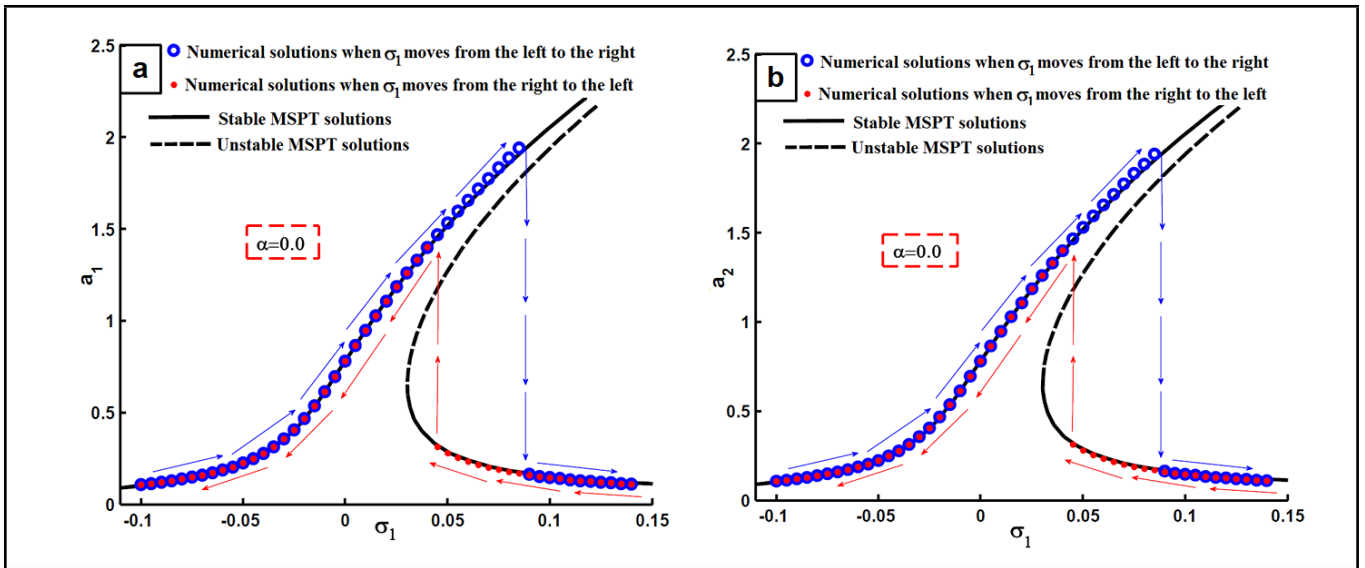 a
Numerical solutions when σ1 moves from the left to the right
Numerical solutions when σ1 moves from the right to the left
Stable MSPT solutions
Unstable MSPT solutions
α=0.0
a1
2.5
2
1.5
1
0.5
0
-0.1 -0.05 0 0.05 0.1 0.15
σ1
b
Numerical solutions when σ1 moves from the left to the right
Numerical solutions when σ1 moves from the right to the left
Stable MSPT solutions
Unstable MSPT solutions
α=0.0
a2
2.5
2
1.5
1
0.5
0
-0.1 -0.05 0 0.05 0.1 0.15
σ1